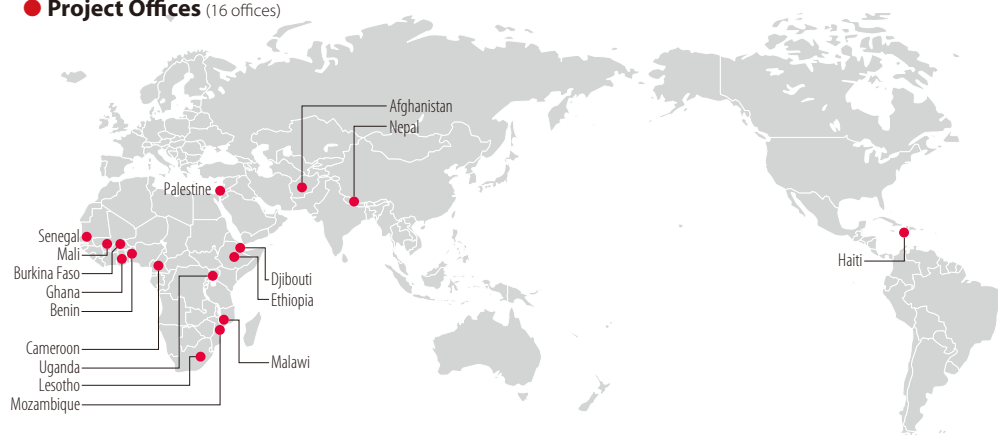 Project Offices (16 offices)
Afghanistan
Nepal
Palestine
Senegal
Mali
Burkina Faso
Ghana
Benin
Cameroon
Uganda
Lesotho
Mozambique
Djibouti
Ethiopia
Malawi
Haiti